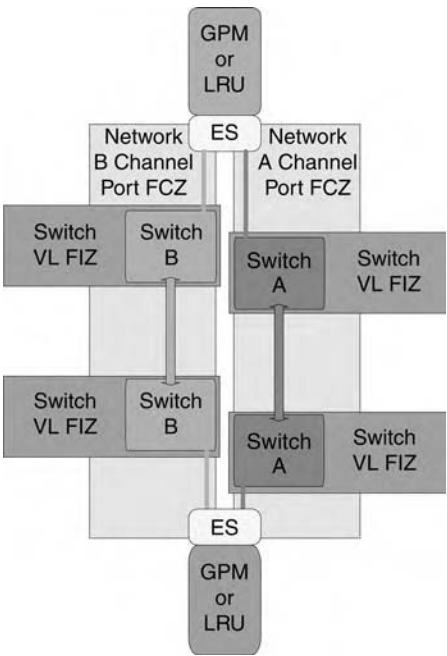 GPM
or
LRU
ES
Network
B Channel
Port FCZ
Network
A Channel
Port FCZ
Switch
VL FIZ
Switch
B
Switch
A
Switch
VL FIZ
Switch
VL FIZ
Switch
B
Switch
A
Switch
VL FIZ
ES
GPM
or
LRU